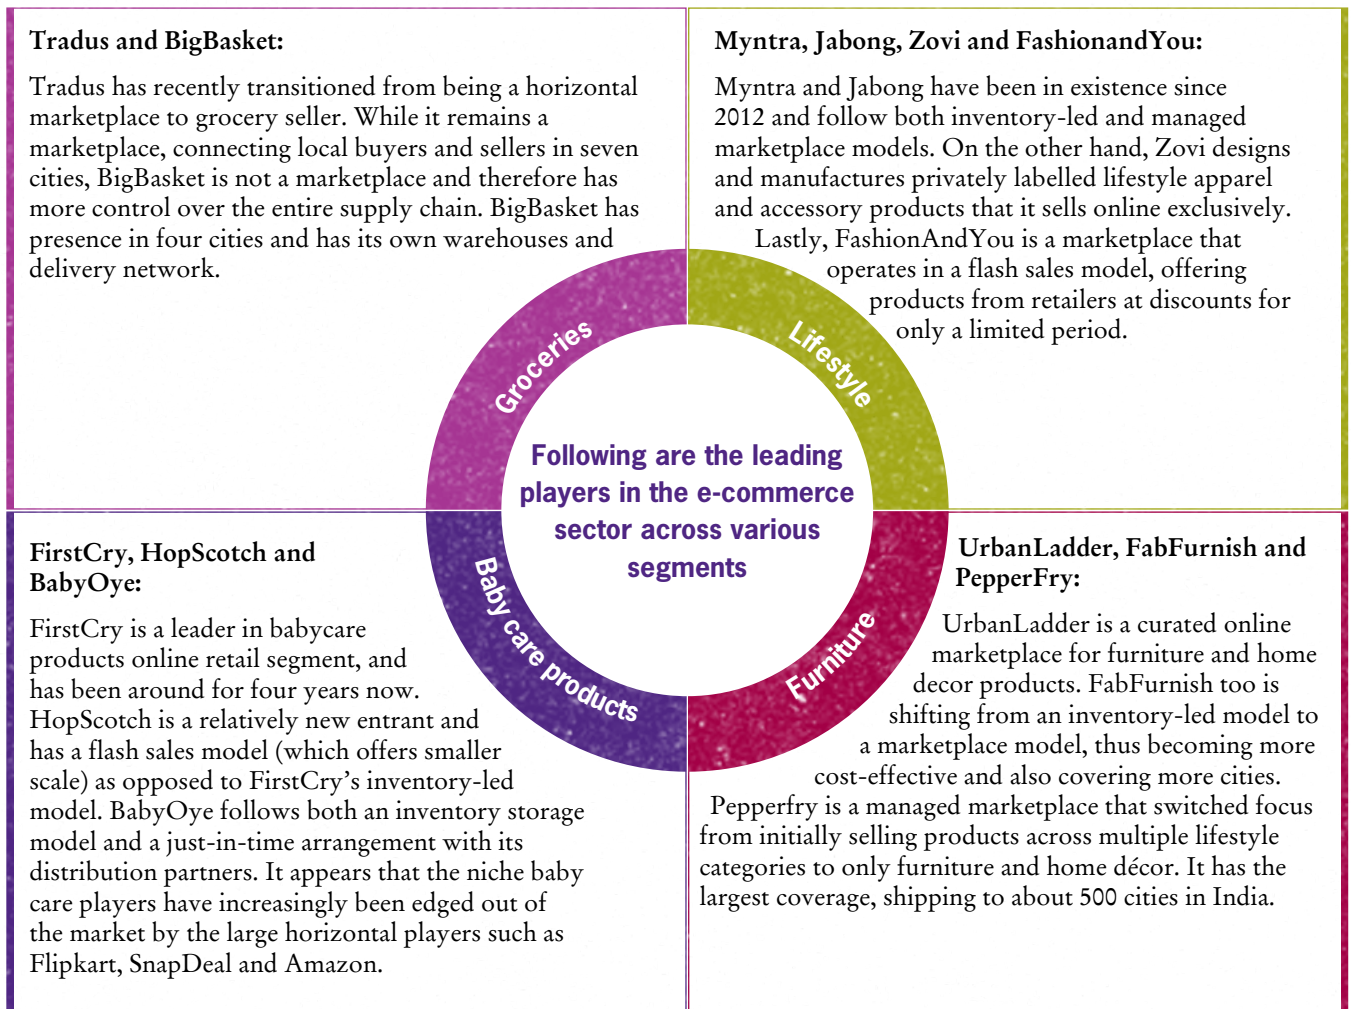 Tradus and BigBasket:
Tradus has recently transitioned from being a horizontal
marketplace to grocery seller. While it remains a
marketplace, connecting local buyers and sellers in seven
cities, BigBasket is not a marketplace and therefore has
more control over the entire supply chain. BigBasket has
presence in four cities and has its own warehouses and
delivery network.
Myntra, Jabong, Zovi and FashionandYou:
Myntra and Jabong have been in existence since
2012 and follow both inventory-led and managed
marketplace models. On the other hand, Zovi designs
and manufactures privately labelled lifestyle apparel
and accessory products that it sells online exclusively.
Lastly, FashionAndYou is a marketplace that
operates in a flash sales model, offering
products from retailers at discounts for
only a limited period.
Groceries
Lifestyle
Following are the leading
players in the e-commerce
sector across various
segments
Baby care products
Furniture
FirstCry, HopScotch and
BabyOye:
FirstCry is a leader in babycare
products online retail segment, and
has been around for four years now.
HopScotch is a relatively new entrant and
has a flash sales model (which offers smaller
scale) as opposed to FirstCry’s inventory-led
model. BabyOye follows both an inventory storage
model and a just-in-time arrangement with its
distribution partners. It appears that the niche baby
care players have increasingly been edged out of
the market by the large horizontal players such as
Flipkart, SnapDeal and Amazon.
UrbanLadder, FabFurnish and
PepperFry:
UrbanLadder is a curated online
marketplace for furniture and home
decor products. FabFurnish too is
shifting from an inventory-led model to
a marketplace model, thus becoming more
cost-effective and also covering more cities.
Pepperfry is a managed marketplace that switched focus
from initially selling products across multiple lifestyle
categories to only furniture and home décor. It has the
largest coverage, shipping to about 500 cities in India.